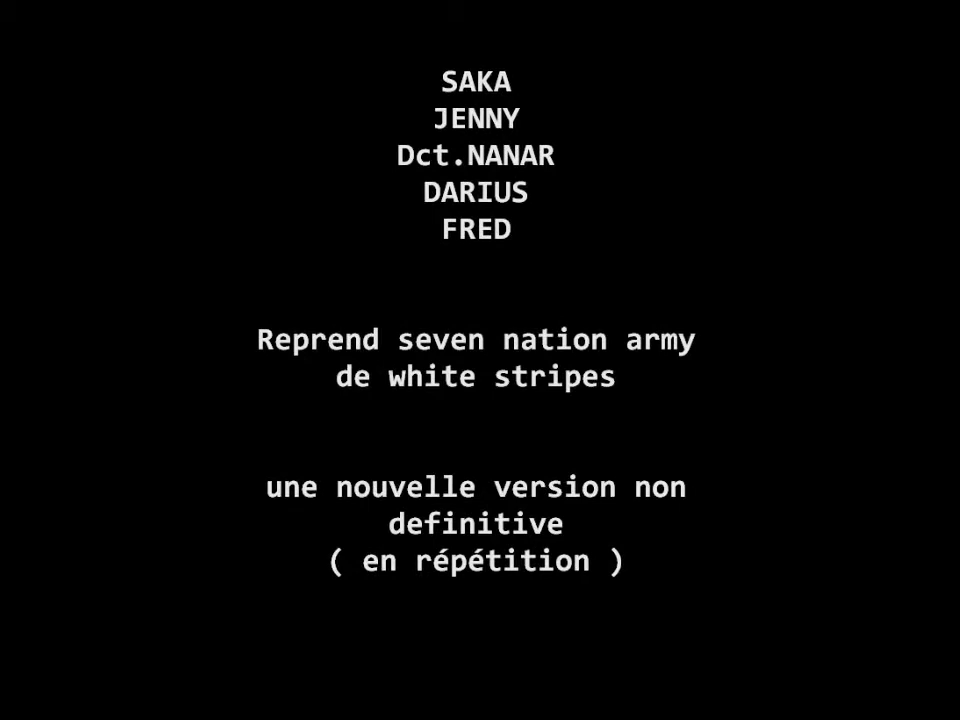 SAKA
JENNY
Dct.NANAR
DARIUS
FRED
Reprend seven nation army
de white stripes
une nouvelle version non
definitive
( en répétition )